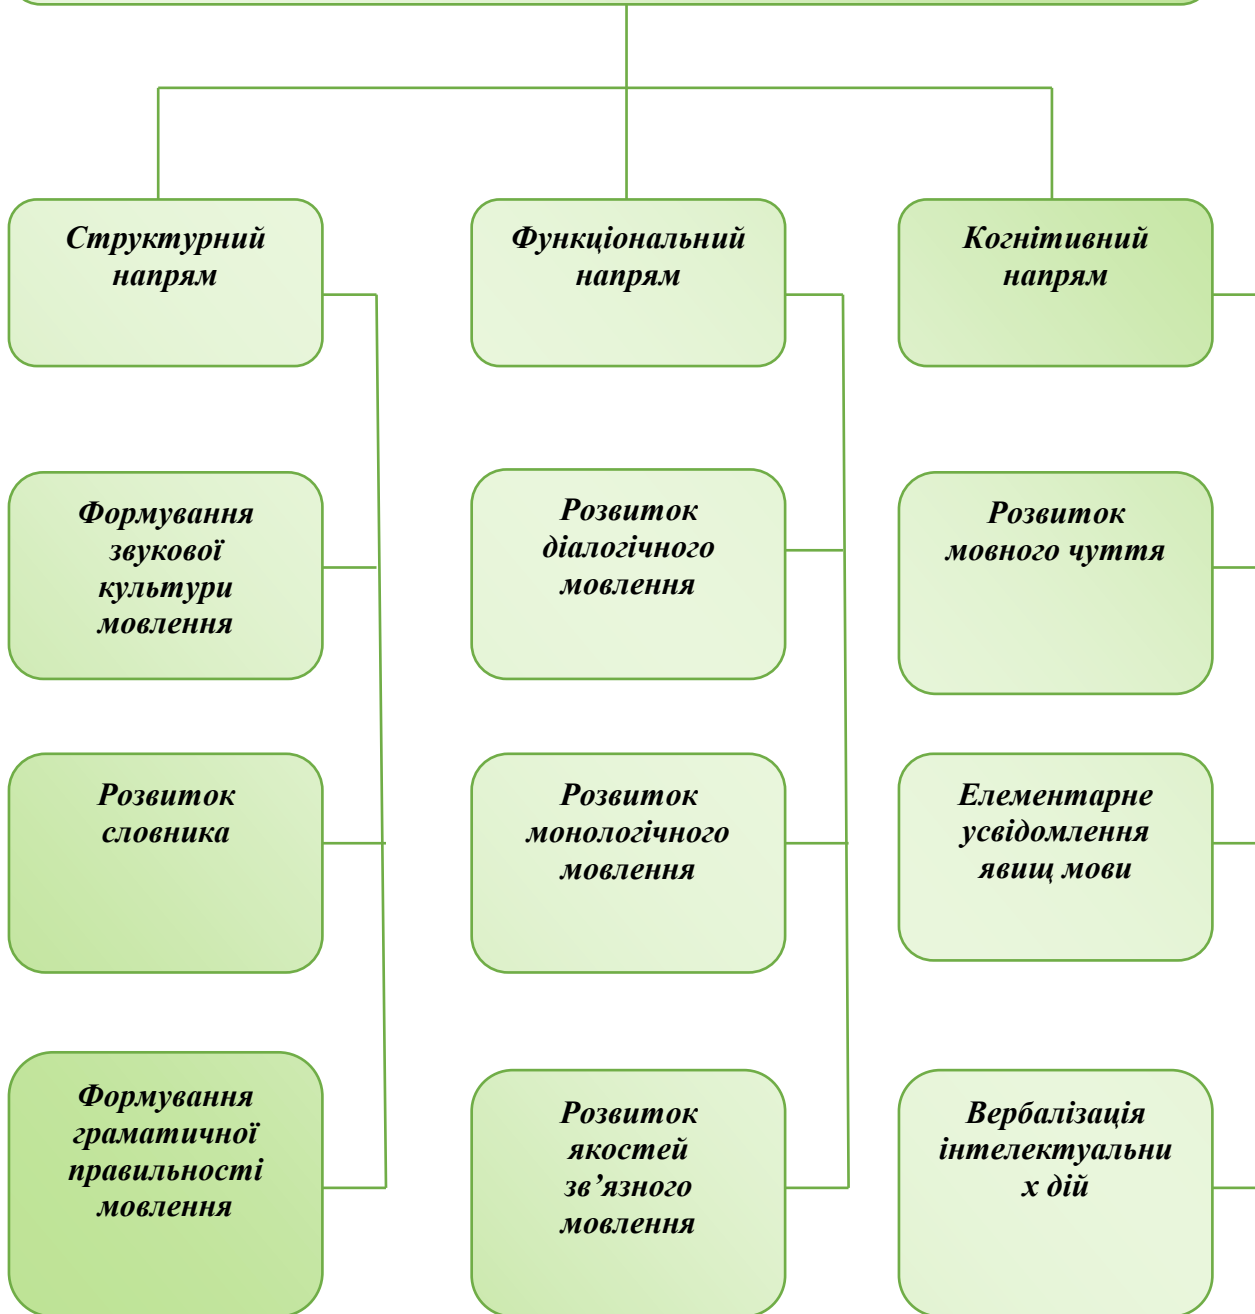 Структурний
напрям
Функціональний
напрям
Когнітивний
напрям
Формування
звукової
культури
мовлення
Розвиток
діалогічного
мовлення
Розвиток
мовного чуття
Розвиток
словника
Розвиток
монологічного
мовлення
Елементарне
усвідомлення
явищ мови
Формування
граматичної
правильності
мовлення
Розвиток
якостей
зв’язного
мовлення
Вербалізація
інтелектуальни
х дій